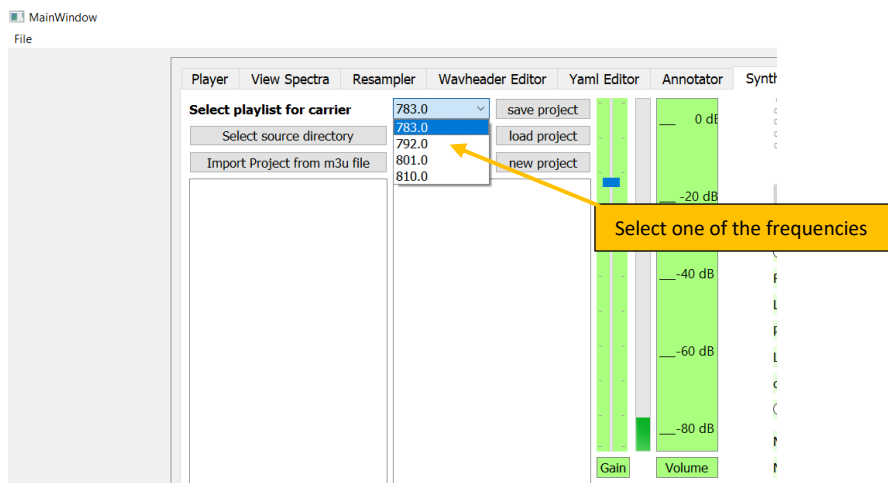 MainWindow
File
Player View Spectra Resampler Wavheader Editor Yaml Editor Annotator
Select playlist for carrier 783.0 save project
Select source directory 783.0 load project
792.0
Import Project from m3u file 801.0 new project
810.0
0 dB
-20 dB
Select one of the frequencies
-40 dB
-60 dB
-80 dB
Gain Volume